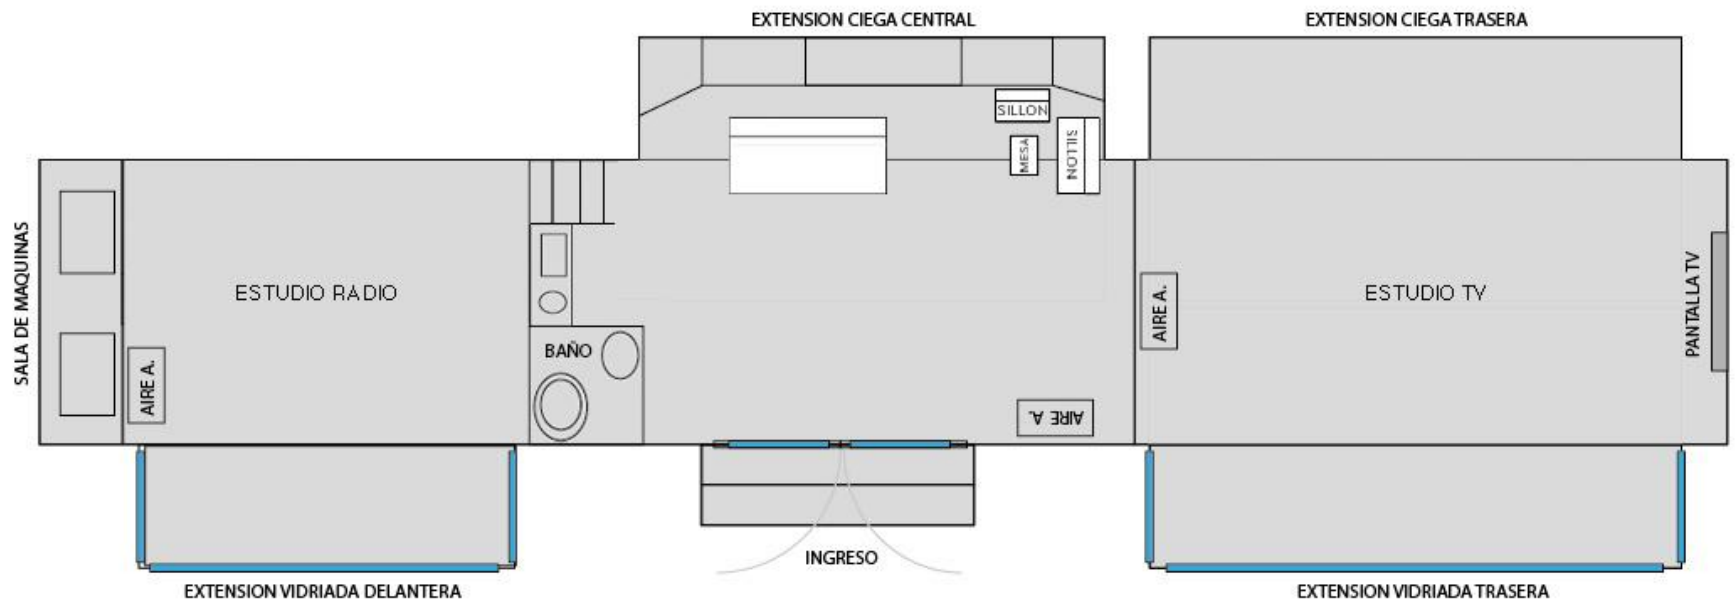 EXTENSION CIEGA CENTRAL
EXTENSION CIEGA TRASERA
SILLON
MESA
SILLON
SALA DE MAQUINAS
ESTUDIO RADIO
AIRE A.
BAÑO
AIRE A.
AIRE A.
ESTUDIO TV
PANTALLA TV
INGRESO
EXTENSION VIDRIADA DELANTERA
EXTENSION VIDRIADA TRASERA